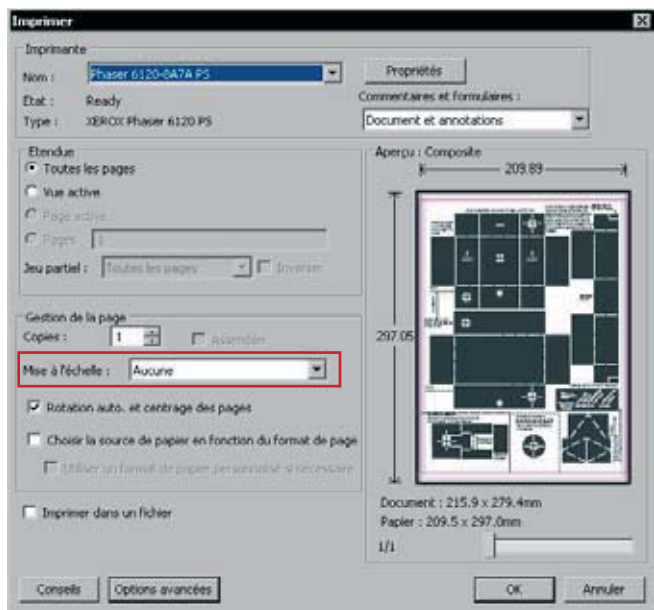 Imprimer
Imprimante
Nom : Phaser 6120-8A7A PS
Propriétés
Etat : Ready
Commentaires et formulaires :
Type : XEROX Phaser 6120 PS
Document et annotations
Etendue
Toutes les pages
Vue active
Page active
Pages 1
Jeu partiel : Toutes les pages Inverser
Gestion de la page
Copies : 1 Assembler
Mise à l'échelle : Aucune
Rotation auto. et centrage des pages
Choisir la source de papier en fonction du format de page
Utiliser un format de papier personnalisé si nécessaire
Imprimer dans un fichier
Aperçu : Composite
209.89
297.05
Document : 215.9 x 279.4mm
Papier : 209.5 x 297.0mm
1/1
Conseils Options avancées OK Annuler